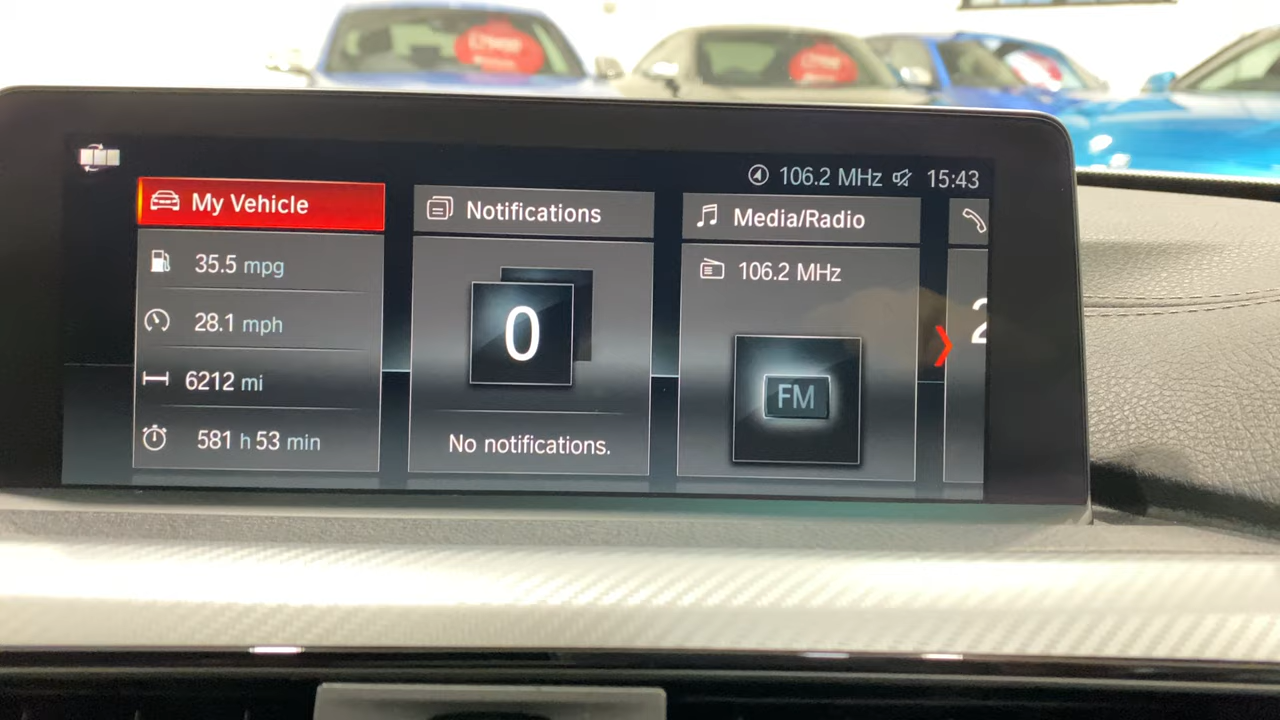 106.2 MHz 15:43
My Vehicle
35.5 mpg
28.1 mph
6212 mi
581 h 53 min
Notifications
0
No notifications.
Media/Radio
106.2 MHz
FM
2